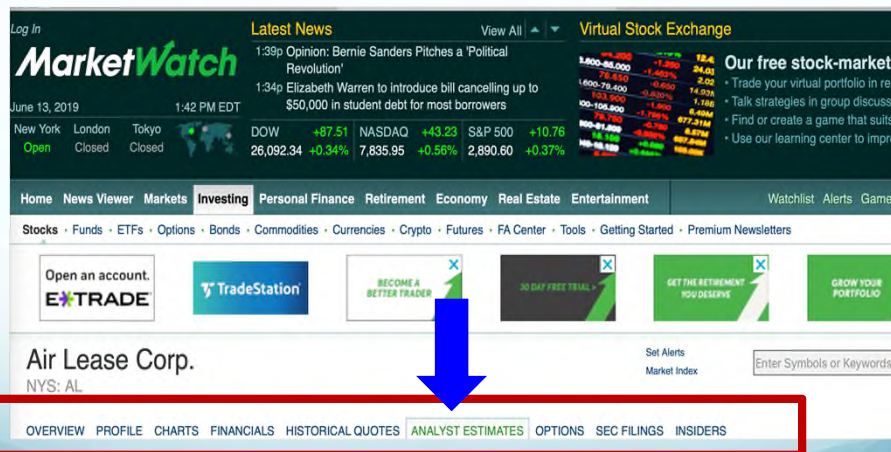 Log In
MarketWatch
June 13, 2019 1:42 PM EDT
New York London Tokyo
Open Closed Closed
Latest News View All
1:39p Opinion: Bernie Sanders Pitches a 'Political
Revolution'
1:34p Elizabeth Warren to introduce bill cancelling up to
$50,000 in student debt for most borrowers
DOW +87.51 NASDAQ +43.23 S&P 500 +10.76
26,092.34 +0.34% 7,835.95 +0.56% 2,890.60 +0.37%
Virtual Stock Exchange
Our free stock-market
• Trade your virtual portfolio in re
• Talk strategies in group discuss
• Find or create a game that suits
• Use our learning center to impr
Home News Viewer Markets Investing Personal Finance Retirement Economy Real Estate Entertainment Watchlist Alerts Game
Stocks · Funds · ETFs · Options · Bonds · Commodities · Currencies · Crypto · Futures · FA Center · Tools · Getting Started · Premium Newsletters
Open an account.
E*TRADE
TradeStation
BECOME A
BETTER TRADER
30 DAY FREE TRIAL >
GET THE RETIREMENT
YOU DESERVE
GROW YOUR
PORTFOLIO
Air Lease Corp.
NYS: AL
Set Alerts
Market Index
Enter Symbols or Keywords
OVERVIEW PROFILE CHARTS FINANCIALS HISTORICAL QUOTES ANALYST ESTIMATES OPTIONS SEC FILINGS INSIDERS